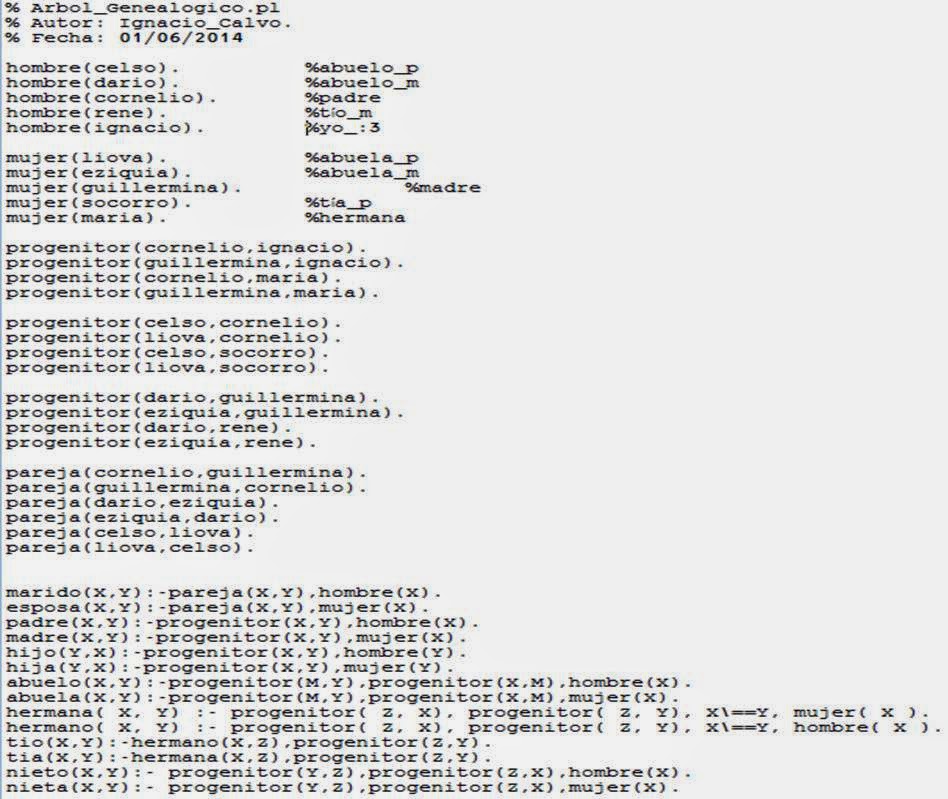 % Arbol_Genealogico.pl
% Autor: Ignacio_Calvo.
% Fecha: 01/06/2014
hombre(celso). %abuelo_p
hombre(dario). %abuelo_m
hombre(cornelio). %padre
hombre(rene). %tío_m
hombre(ignacio). %yo_:3
mujer(liova). %abuela_p
mujer(eziquia). %abuela_m
mujer(guillermina). %madre
mujer(socorro). %tía_p
mujer(maria). %hermana
progenitor(cornelio,ignacio).
progenitor(guillermina,ignacio).
progenitor(cornelio,maria).
progenitor(guillermina,maria).
progenitor(celso,cornelio).
progenitor(liova,cornelio).
progenitor(celso,socorro).
progenitor(liova,socorro).
progenitor(dario,guillermina).
progenitor(eziquia,guillermina).
progenitor(dario,rene).
progenitor(eziquia,rene).
pareja(cornelio,guillermina).
pareja(guillermina,cornelio).
pareja(dario,eziquia).
pareja(eziquia,dario).
pareja(celso,liova).
pareja(liova,celso).
marido(X,Y):-pareja(X,Y),hombre(X).
esposa(X,Y):-pareja(X,Y),mujer(X).
padre(X,Y):-progenitor(X,Y),hombre(X).
madre(X,Y):-progenitor(X,Y),mujer(X).
hijo(Y,X):-progenitor(X,Y),hombre(Y).
hija(Y,X):-progenitor(X,Y),mujer(Y).
abuelo(X,Y):-progenitor(M,Y),progenitor(X,M),hombre(X).
abuela(X,Y):-progenitor(M,Y),progenitor(X,M),mujer(X).
hermana( X, Y) :- progenitor( Z, X), progenitor( Z, Y), X\==Y, mujer( X ).
hermano( X, Y) :- progenitor( Z, X), progenitor( Z, Y), X\==Y, hombre( X ).
tio(X,Y):-hermano(X,Z),progenitor(Z,Y).
tia(X,Y):-hermana(X,Z),progenitor(Z,Y).
nieto(X,Y):- progenitor(Y,Z),progenitor(Z,X),hombre(X).
nieta(X,Y):- progenitor(Y,Z),progenitor(Z,X),mujer(X).